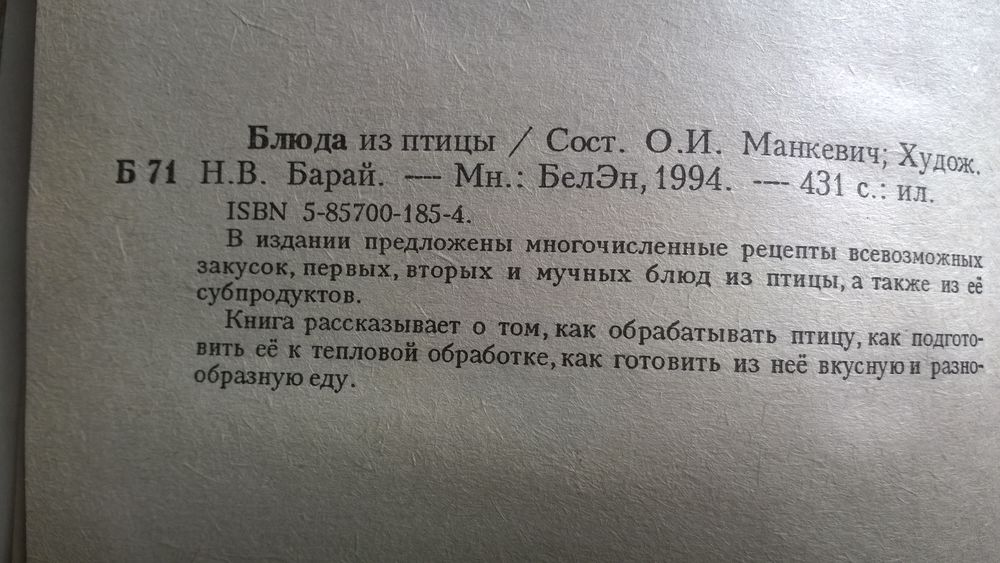 Блюда из птицы / Сост. О.И. Манкевич; Худож.
Б 71 Н.В. Барай. — Мн.: БелЭн, 1994. — 431 с.: ил.
ISBN 5-85700-185-4.
В издании предложены многочисленные рецепты всевозможных
закусок, первых, вторых и мучных блюд из птицы, а также из её
субпродуктов.
Книга рассказывает о том, как обрабатывать птицу, как подгото-
вить её к тепловой обработке, как готовить из неё вкусную и разно-
образную еду.